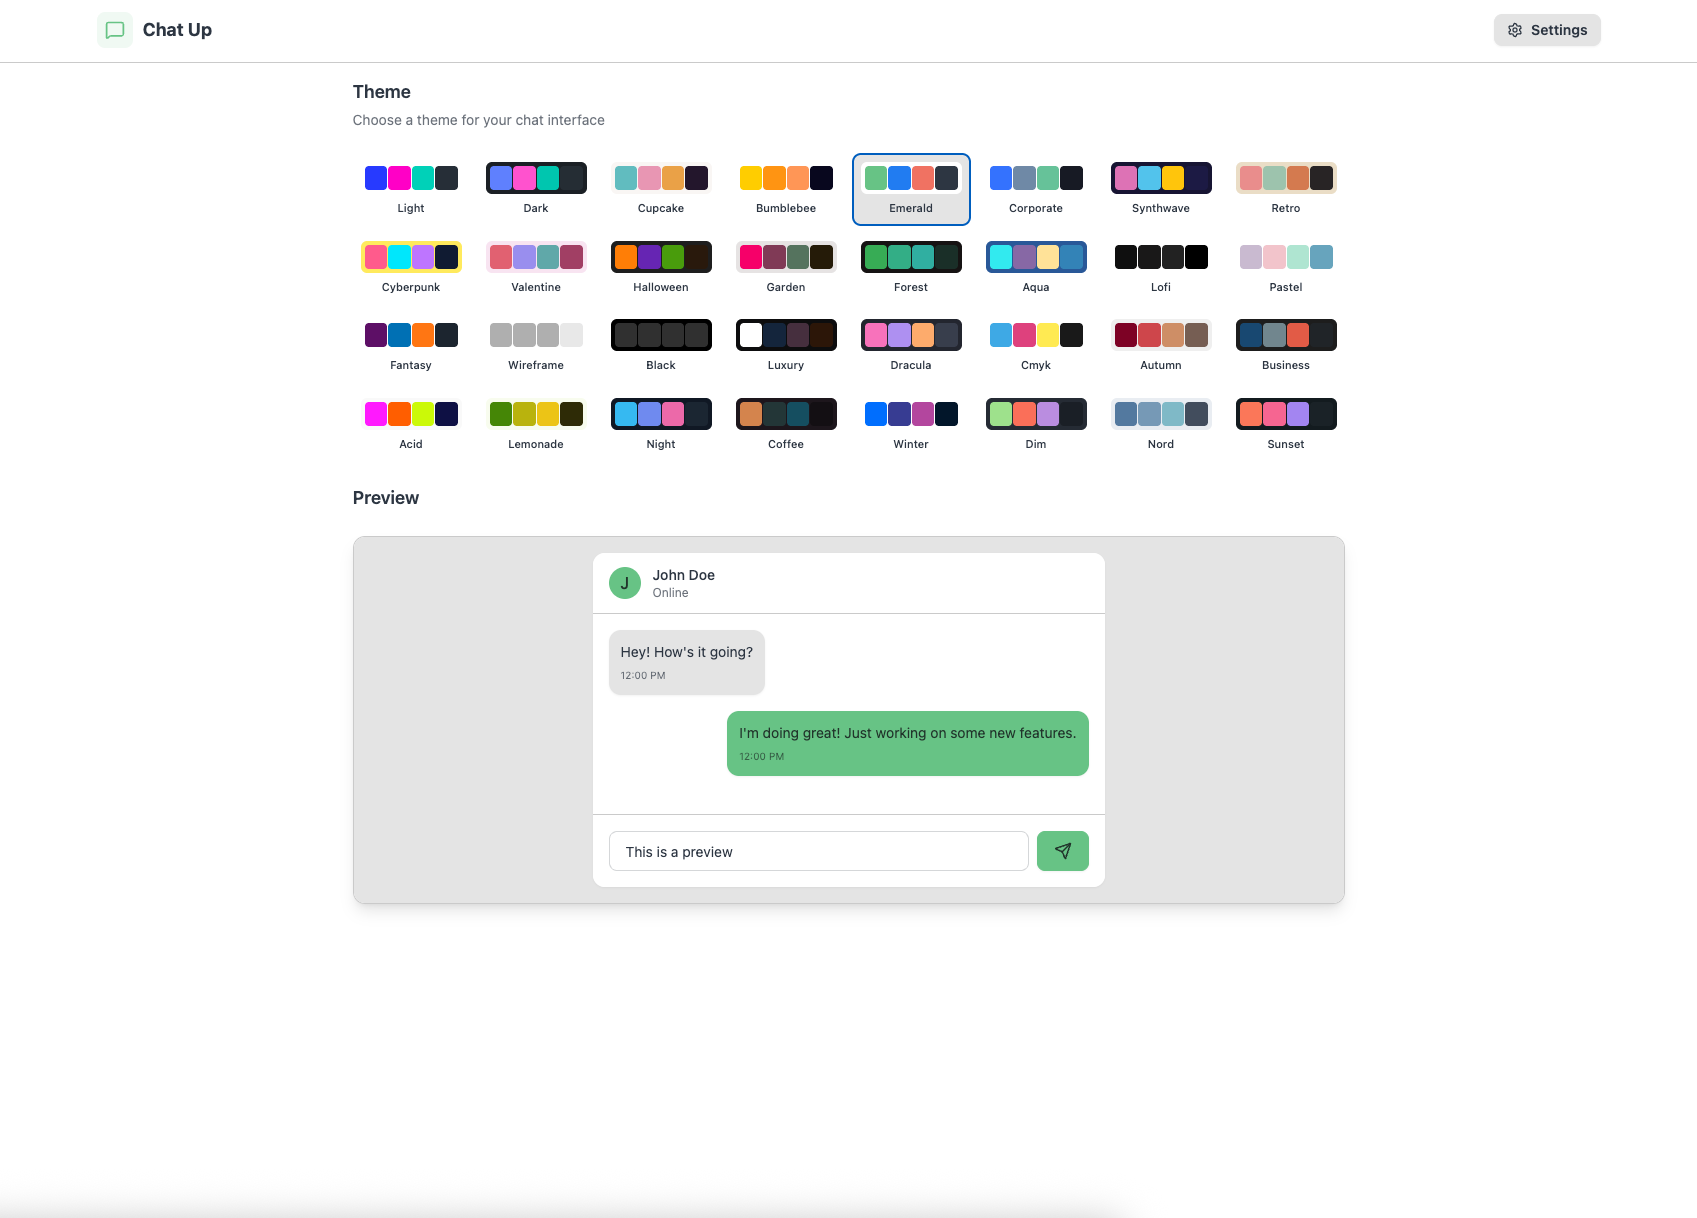 Chat Up
Settings
Theme
Choose a theme for your chat interface
Light
Dark
Cupcake
Bumblebee
Emerald
Corporate
Synthwave
Retro
Cyberpunk
Valentine
Halloween
Garden
Forest
Aqua
Lofi
Pastel
Fantasy
Wireframe
Black
Luxury
Dracula
Cmyk
Autumn
Business
Acid
Lemonade
Night
Coffee
Winter
Dim
Nord
Sunset
Preview
J
John Doe
Online
Hey! How's it going?
12:00 PM
I'm doing great! Just working on some new features.
12:00 PM
This is a preview